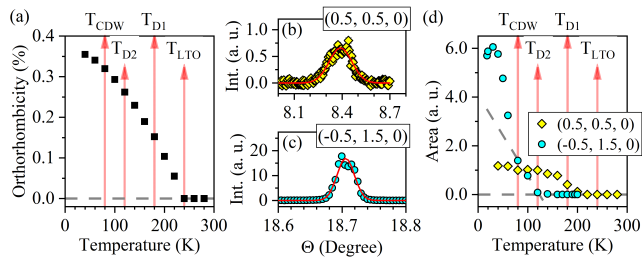 (a)
T_CDW
T_D1
T_D2
T_LTO
Orthorhombicity (%)
0.4
0.3
0.2
0.1
0.0
0
100
200
300
Temperature (K)
(b)
(0.5, 0.5, 0)
Int. (a. u.)
1.0
0.5
0.0
8.1
8.4
8.7
(c)
(-0.5, 1.5, 0)
Int. (a. u.)
20
10
0
18.6
18.7
18.8
Θ (Degree)
(d)
T_CDW
T_D1
T_D2
T_LTO
Area (a. u.)
6.0
4.0
2.0
0.0
(0.5, 0.5, 0)
(-0.5, 1.5, 0)
0
100
200
300
Temperature (K)